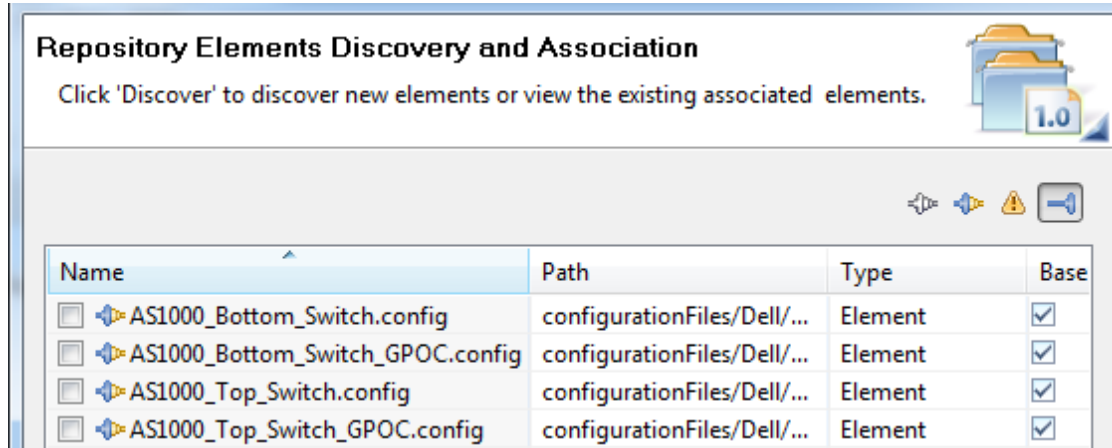 Repository Elements Discovery and Association
Click 'Discover' to discover new elements or view the existing associated elements.
1.0
Name Path Type Base
AS1000_Bottom_Switch.config configurationFiles/Dell/... Element
AS1000_Bottom_Switch_GPOC.config configurationFiles/Dell/... Element
AS1000_Top_Switch.config configurationFiles/Dell/... Element
AS1000_Top_Switch_GPOC.config configurationFiles/Dell/... Element